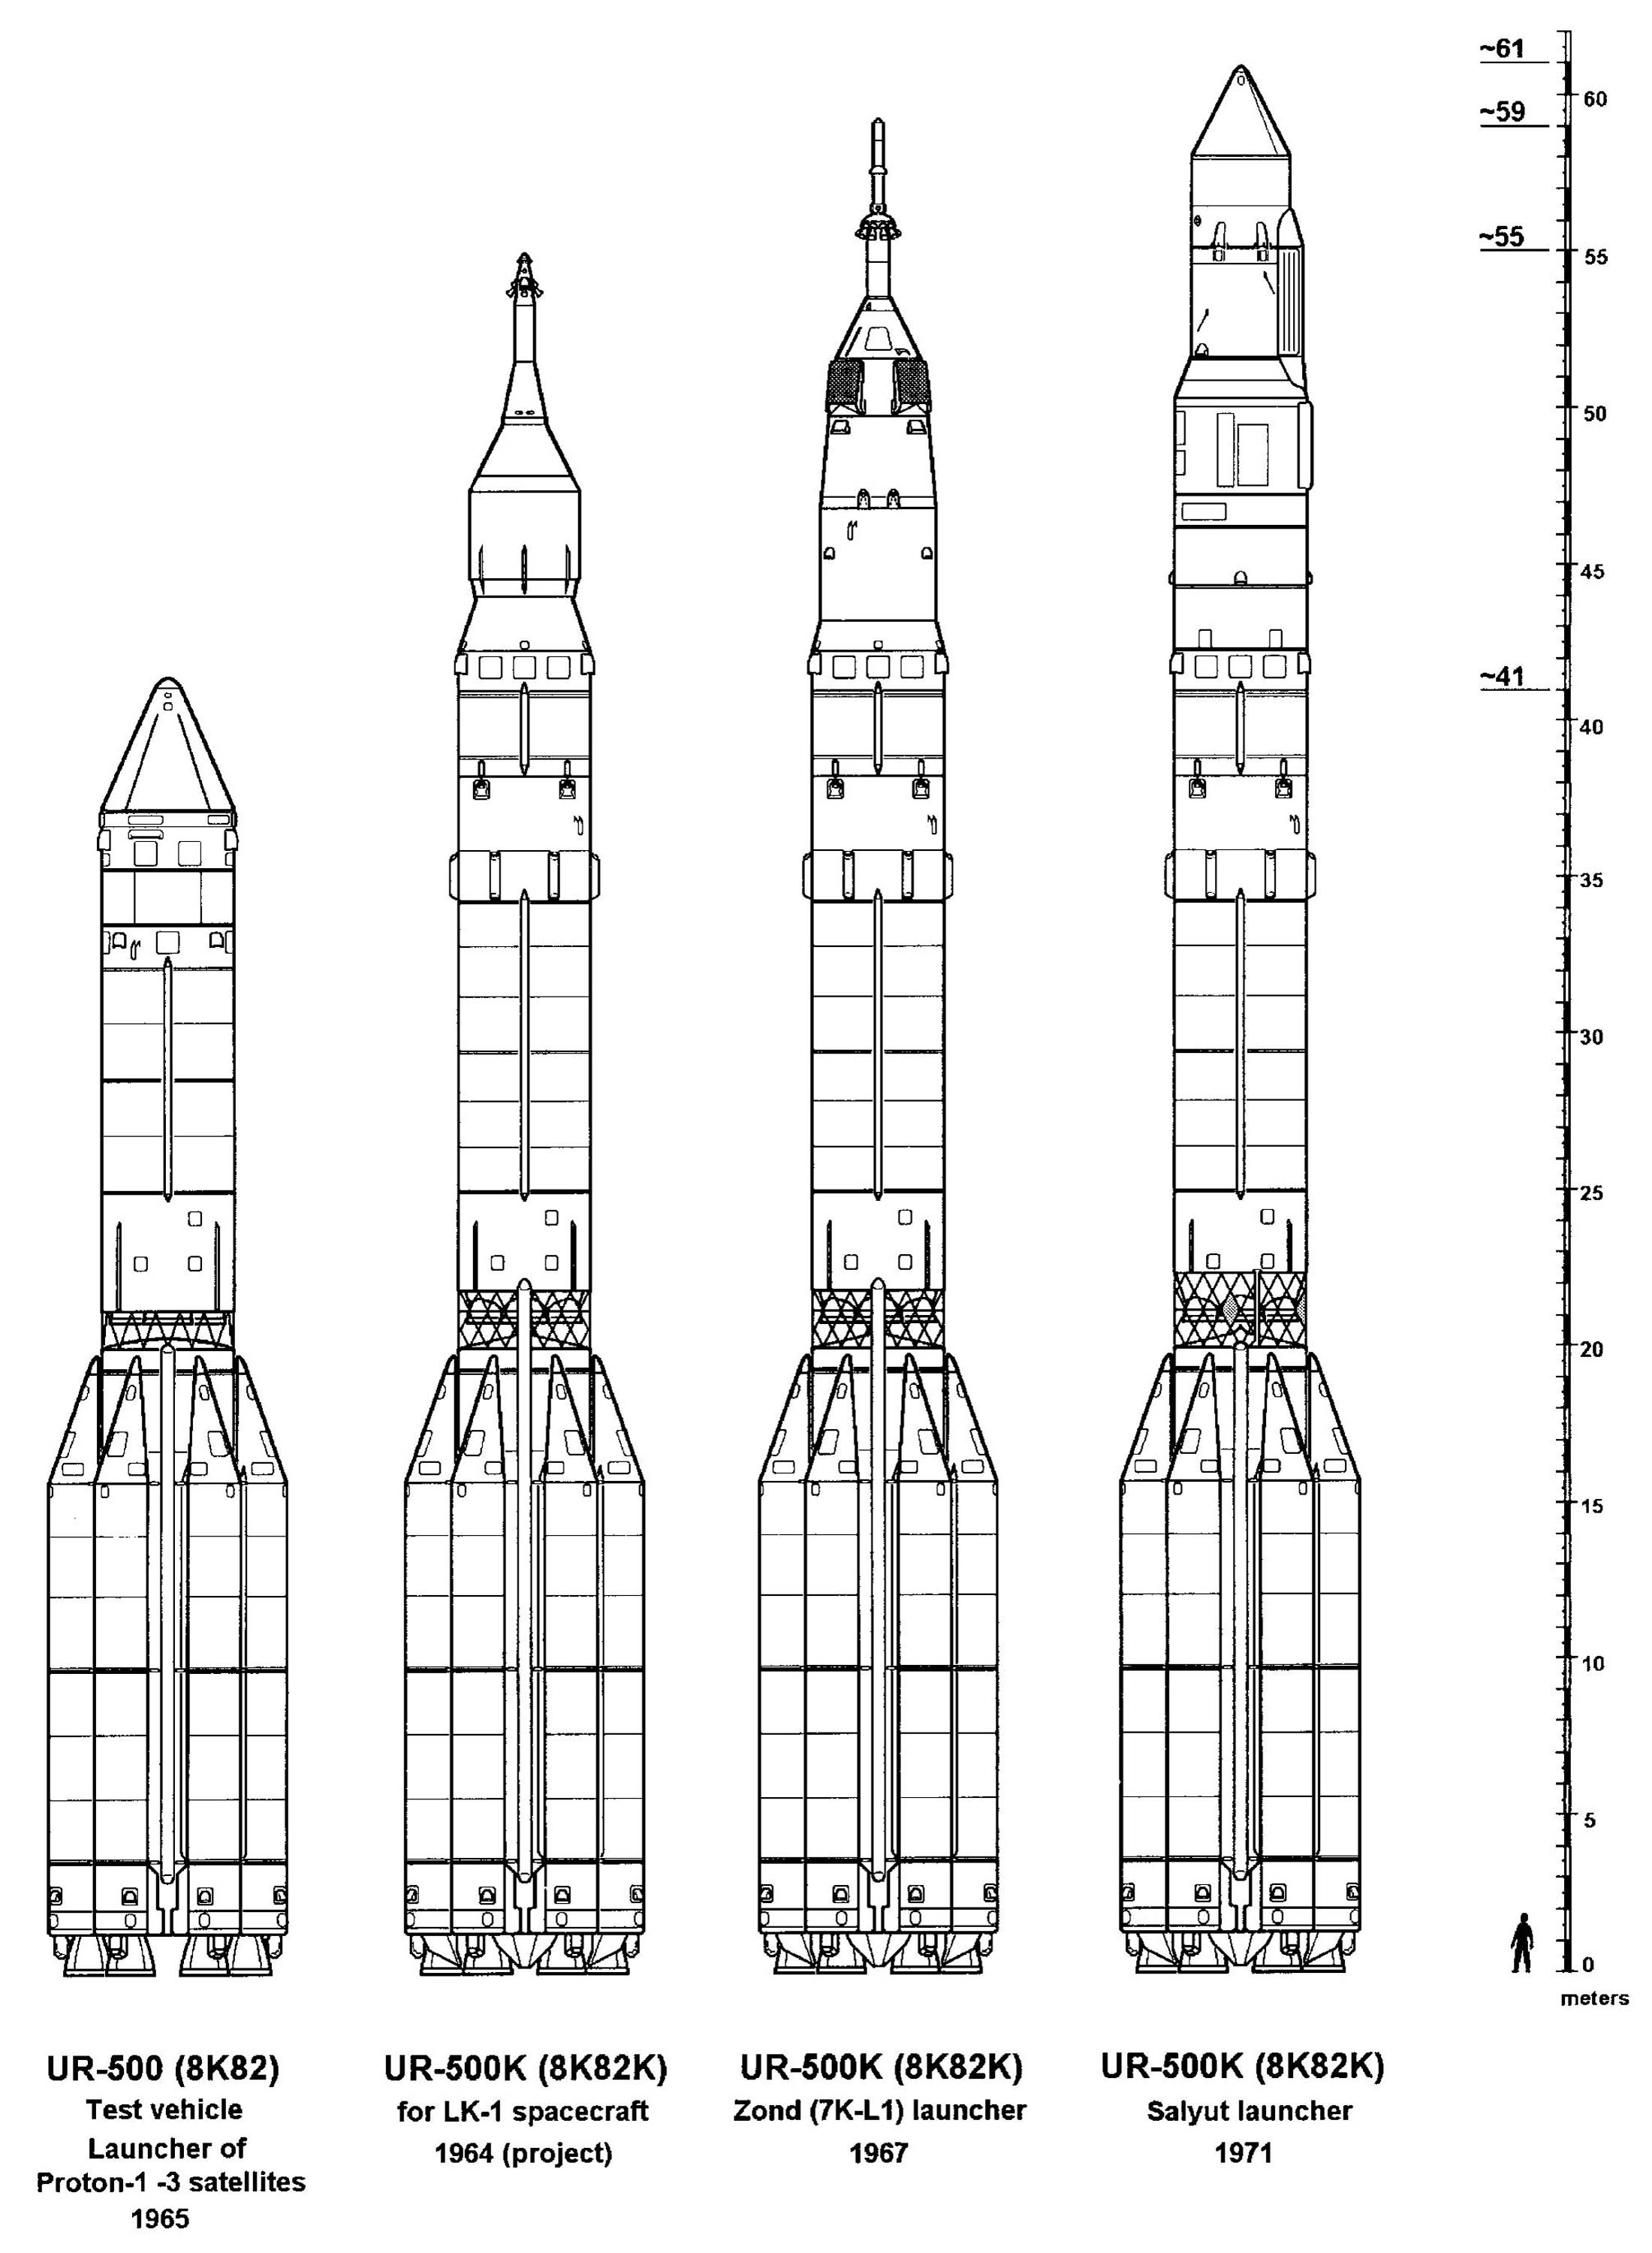 ~61
60
~59
~55
55
50
45
~41
40
35
30
25
20
15
10
5
0
meters
UR-500 (8K82)
Test vehicle
Launcher of
Proton-1 -3 satellites
1965
UR-500K (8K82K)
for LK-1 spacecraft
1964 (project)
UR-500K (8K82K)
Zond (7K-L1) launcher
1967
UR-500K (8K82K)
Salyut launcher
1971